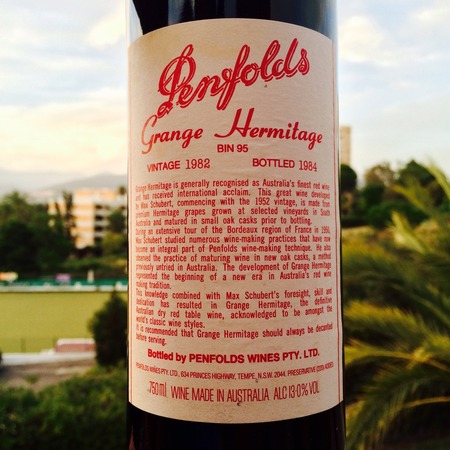 Penfolds
Grange Hermitage
BIN 95
VINTAGE 1982 BOTTLED 1984
Grange Hermitage is generally recognised as Australia's finest red wine
and has received international acclaim. This great wine developed
by Max Schubert, commencing with the 1952 vintage, is made from
premium Hermitage grapes grown at selected vineyards in South
Australia and matured in small oak casks prior to bottling.
During an extensive tour of the Bordeaux region of France in 1950,
Max Schubert studied numerous wine-making practices that have now
become an integral part of Penfolds wine-making technique. He also
observed the practice of maturing wine in new oak casks, a method
previously untried in Australia. The development of Grange Hermitage
represented the beginning of a new era in Australia's red wine
making tradition.
This knowledge combined with Max Schubert's foresight, skill and
dedication has resulted in Grange Hermitage, the definitive
Australian dry red table wine, acknowledged to be amongst the
world's classic wine styles.
It is recommended that Grange Hermitage should always be decanted
before serving.
Bottled by PENFOLDS WINES PTY. LTD.
PENFOLDS WINES PTY. LTD., 634 PRINCES HIGHWAY, TEMPE, N.S.W. 2044. PRESERVATIVE (220) ADDED
750ml WINE MADE IN AUSTRALIA ALC 13·0% VOL